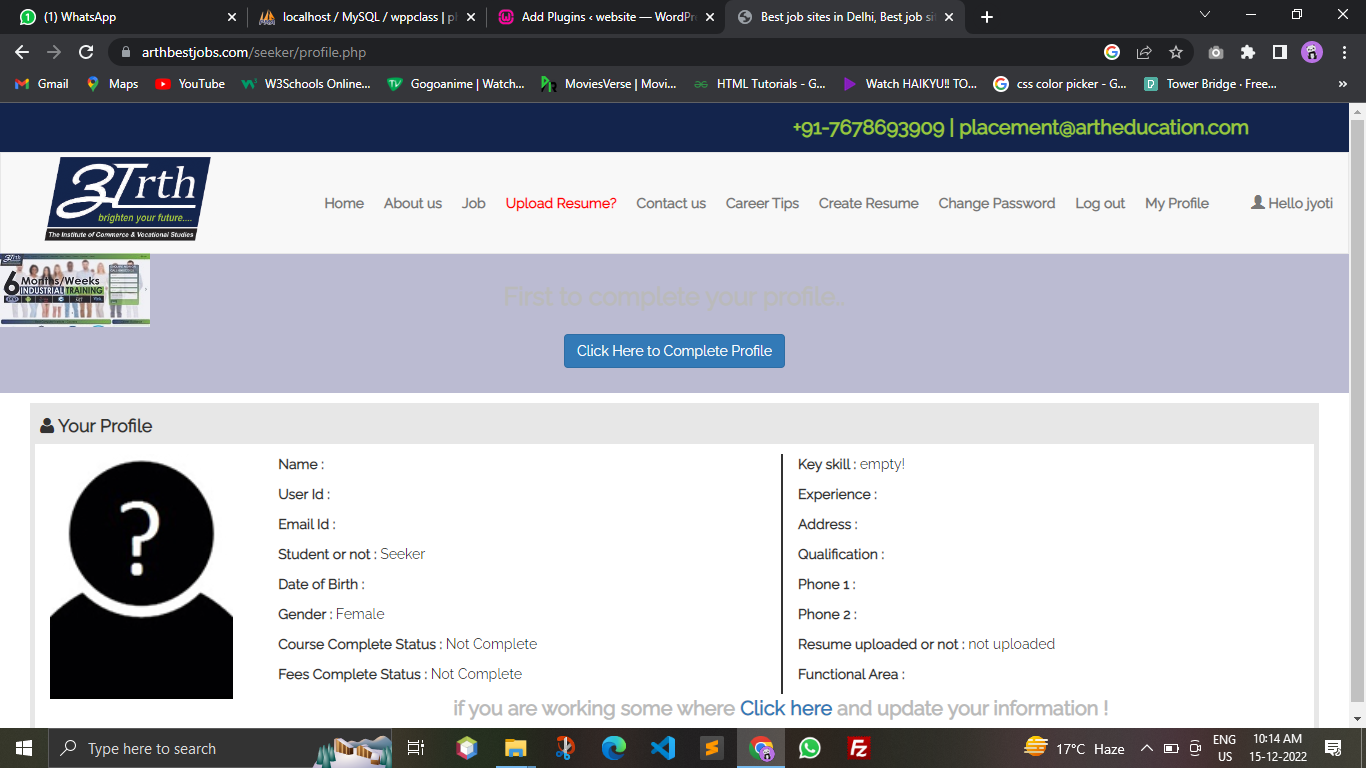 (1) WhatsApp
localhost / MySQL / wppclass | p
Add Plugins ‹ website — WordPr
Best job sites in Delhi, Best job si
arthbestjobs.com/seeker/profile.php
Gmail
Maps
YouTube
W3Schools Online...
Gogoanime | Watch...
MoviesVerse | Movi...
HTML Tutorials - G...
Watch HAIKYU!! TO...
css color picker - G...
Tower Bridge · Free...
+91-7678693909 | placement@artheducation.com
brighten your future....
The Institute of Commerce & Vocational Studies
Home
About us
Job
Upload Resume?
Contact us
Career Tips
Create Resume
Change Password
Log out
My Profile
Hello jyoti
6 Months/Weeks
INDUSTRIAL TRAINING
First to complete your profile..
Click Here to Complete Profile
Your Profile
Name :
User Id :
Email Id :
Student or not : Seeker
Date of Birth :
Gender : Female
Course Complete Status : Not Complete
Fees Complete Status : Not Complete
Key skill : empty!
Experience :
Address :
Qualification :
Phone 1 :
Phone 2 :
Resume uploaded or not : not uploaded
Functional Area :
if you are working some where Click here and update your information !
Type here to search
17°C Haze
ENG
US
10:14 AM
15-12-2022